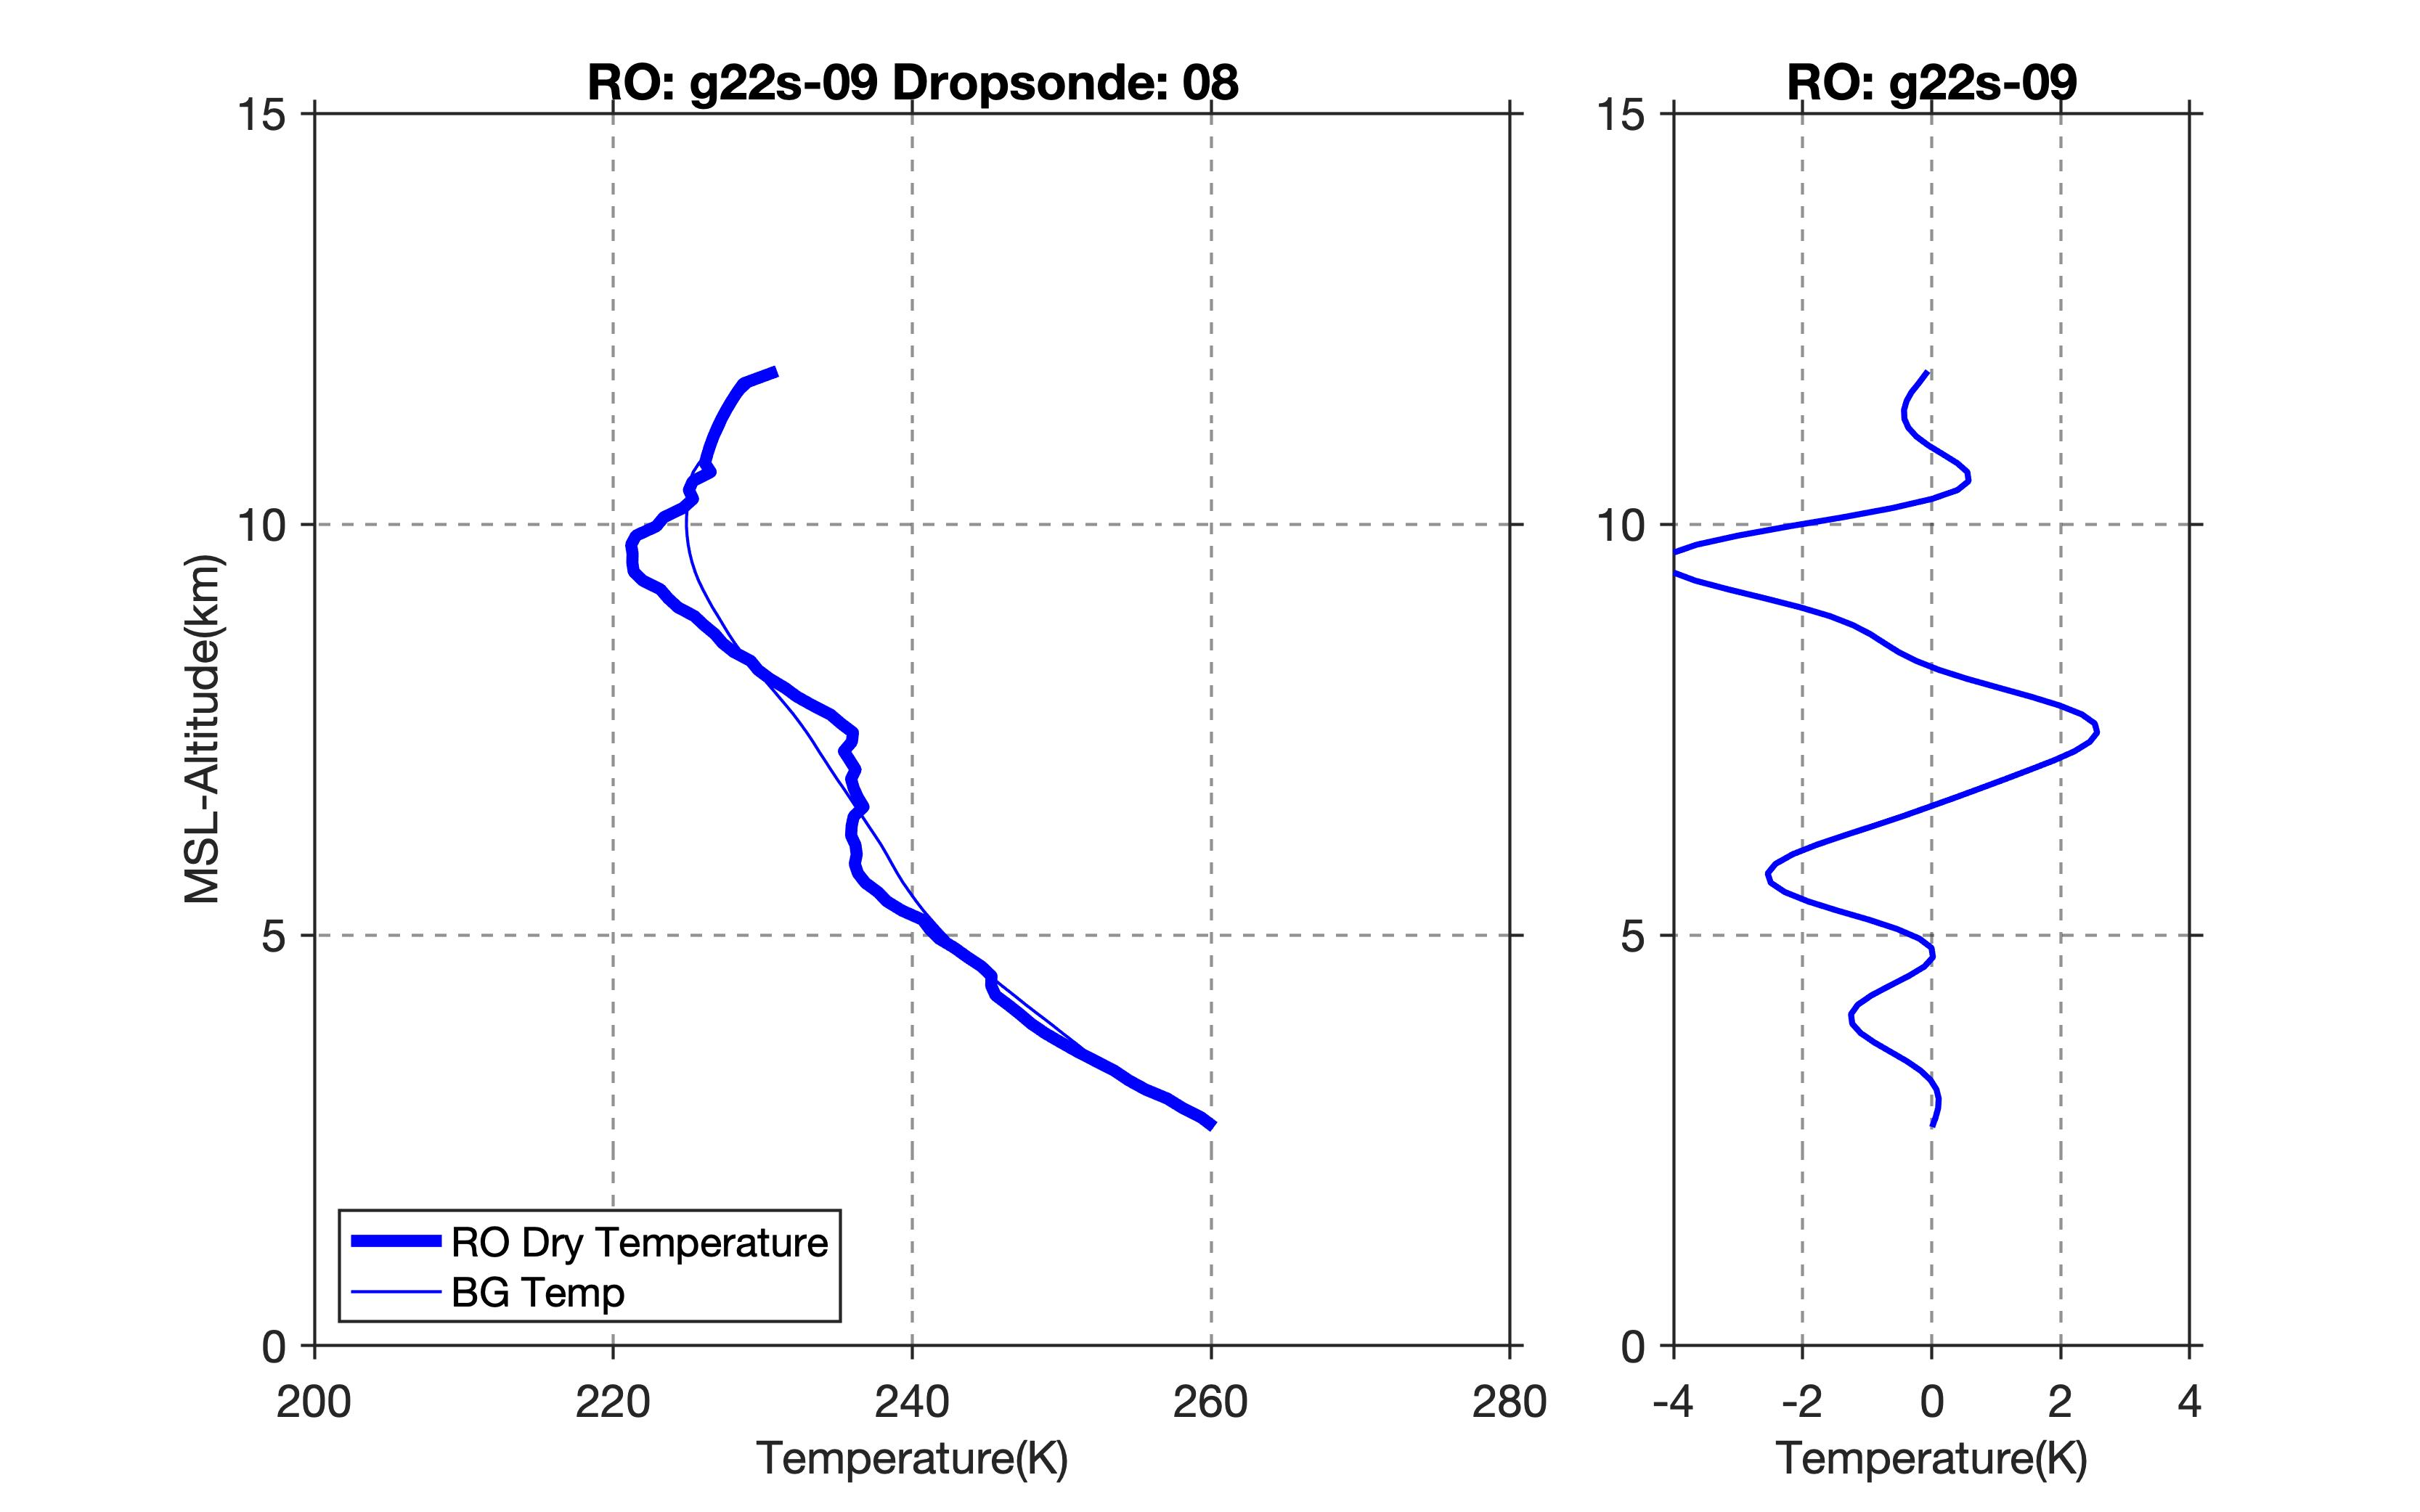 RO: g22s-09 Dropsonde: 08
15
10
5
0
MSL-Altitude(km)
RO Dry Temperature
BG Temp
200 220 240 260 280
Temperature(K)
RO: g22s-09
15
10
5
0
-4 -2 0 2 4
Temperature(K)